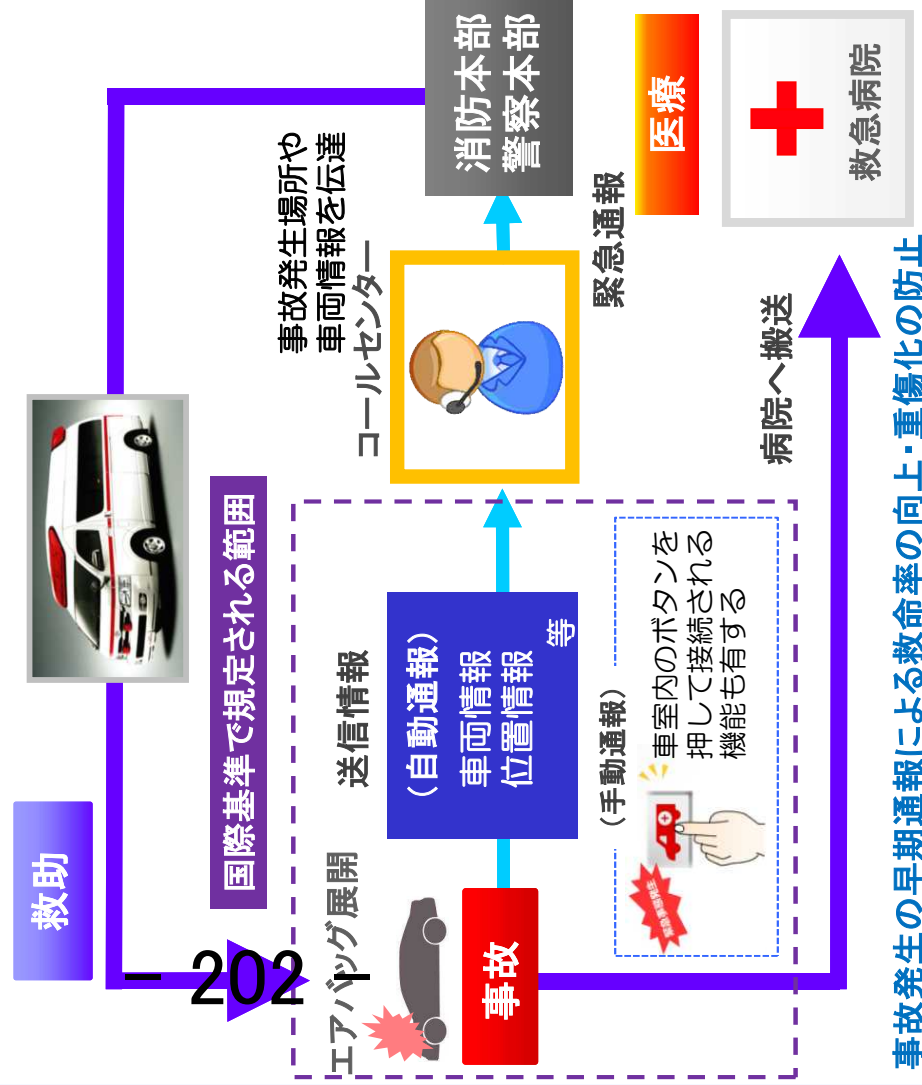 救助
国際基準で規定される範囲
エアバッグ展開
事故
送信情報
（自動通報）
車両情報
位置情報
等
（手動通報）
車室内のボタンを
押して接続される
機能も有する
事故発生場所や
車両情報を伝達
コールセンター
緊急通報
消防本部
警察本部
医療
救急病院
病院へ搬送
事故発生の早期通報による救命率の向上・重傷化の防止
- 202 -